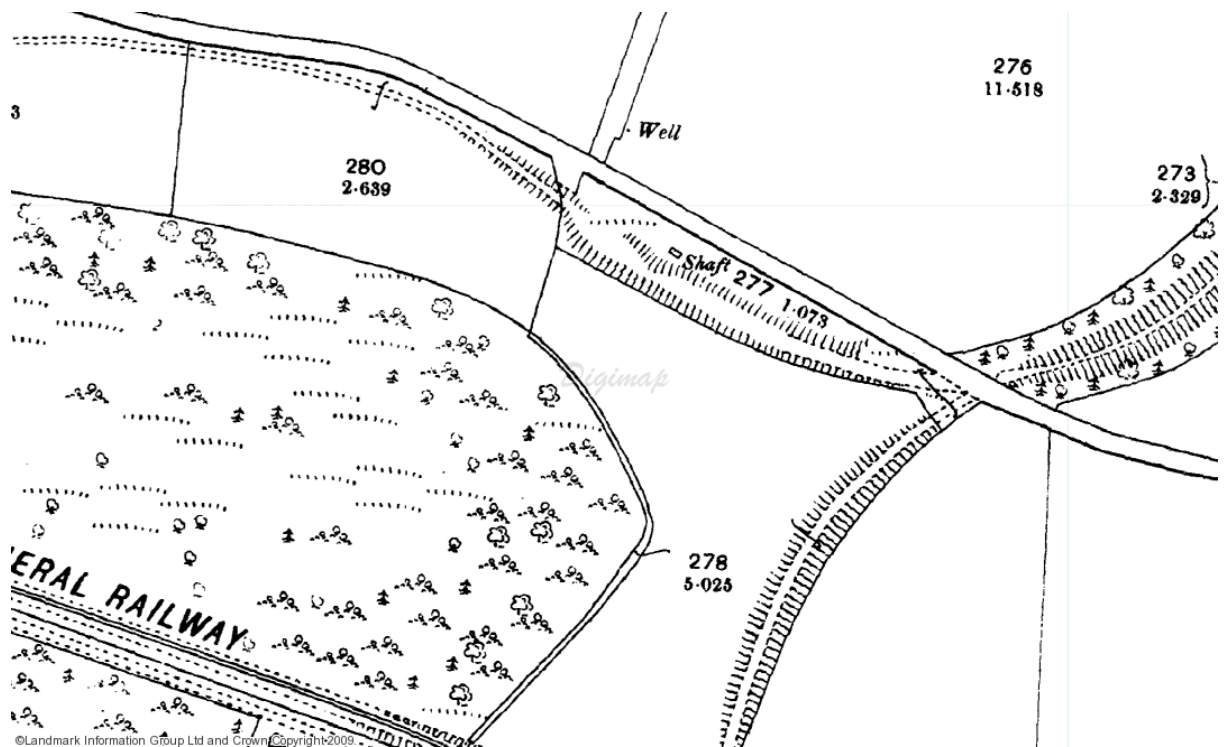 276
11·518
Well
3
280
2·639
273
2·329
Shaft 277 1·073
Digimap
278
5·025
ERAL RAILWAY
©Landmark Information Group Ltd and Crown Copyright 2009